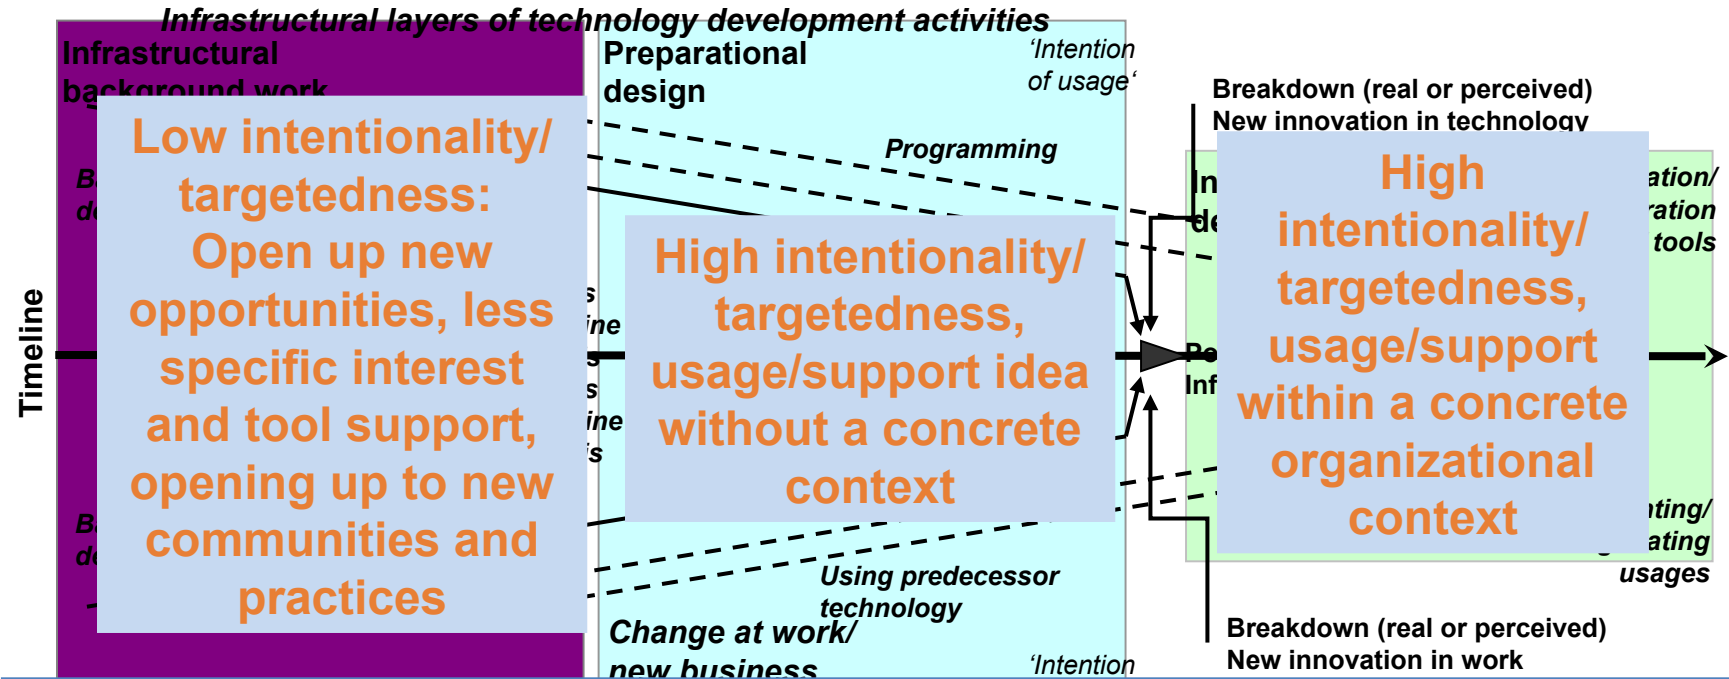 Infrastructural layers of technology development activities
Infrastructural
background work
Preparational
design
'Intention
of usage'
Breakdown (real or perceived)
New innovation in technology
Programming
Low intentionality/
targetedness:
Open up new
opportunities, less
specific interest
and tool support,
opening up to new
communities and
practices
High intentionality/
targetedness,
usage/support idea
without a concrete
context
High
intentionality/
targetedness,
usage/support
within a concrete
organizational
context
tools
usages
Timeline
Using predecessor
technology
Change at work/
new business
'Intention
Breakdown (real or perceived)
New innovation in work